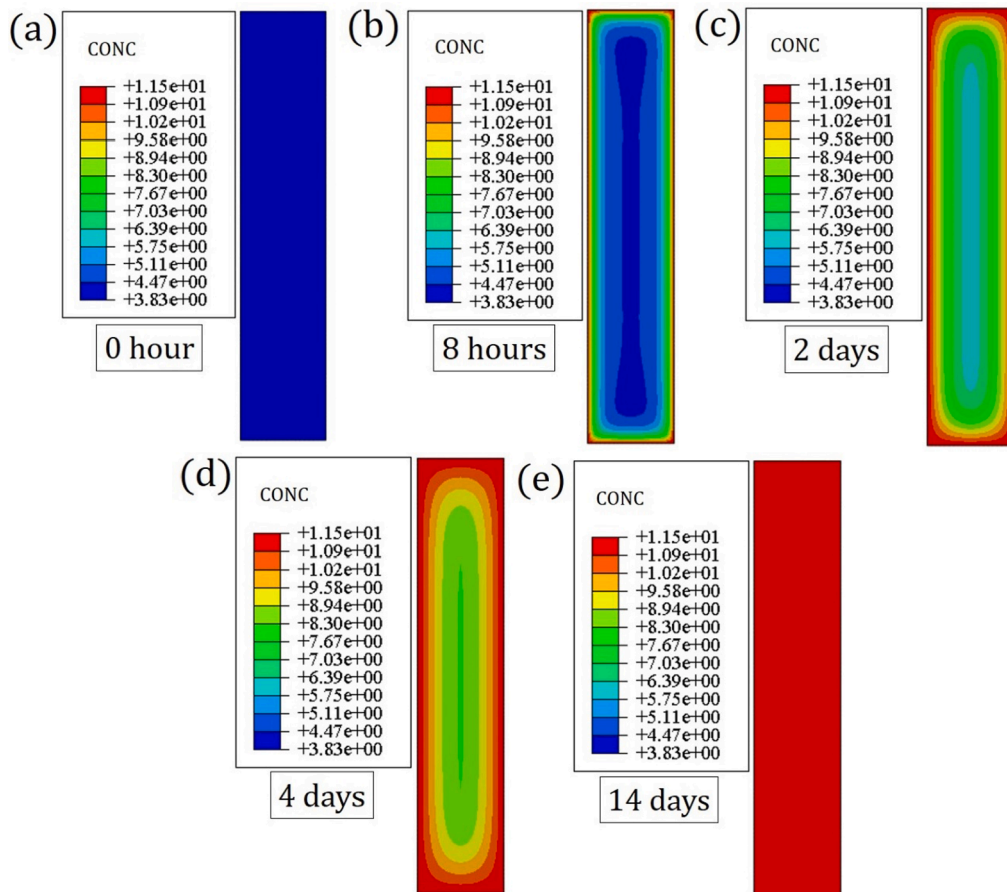 (a)
CONC
+1.15e+01
+1.09e+01
+1.02e+01
+9.58e+00
+8.94e+00
+8.30e+00
+7.67e+00
+7.03e+00
+6.39e+00
+5.75e+00
+5.11e+00
+4.47e+00
+3.83e+00
0 hour
(b)
CONC
+1.15e+01
+1.09e+01
+1.02e+01
+9.58e+00
+8.94e+00
+8.30e+00
+7.67e+00
+7.03e+00
+6.39e+00
+5.75e+00
+5.11e+00
+4.47e+00
+3.83e+00
8 hours
(c)
CONC
+1.15e+01
+1.09e+01
+1.02e+01
+9.58e+00
+8.94e+00
+8.30e+00
+7.67e+00
+7.03e+00
+6.39e+00
+5.75e+00
+5.11e+00
+4.47e+00
+3.83e+00
2 days
(d)
CONC
+1.15e+01
+1.09e+01
+1.02e+01
+9.58e+00
+8.94e+00
+8.30e+00
+7.67e+00
+7.03e+00
+6.39e+00
+5.75e+00
+5.11e+00
+4.47e+00
+3.83e+00
4 days
(e)
CONC
+1.15e+01
+1.09e+01
+1.02e+01
+9.58e+00
+8.94e+00
+8.30e+00
+7.67e+00
+7.03e+00
+6.39e+00
+5.75e+00
+5.11e+00
+4.47e+00
+3.83e+00
14 days